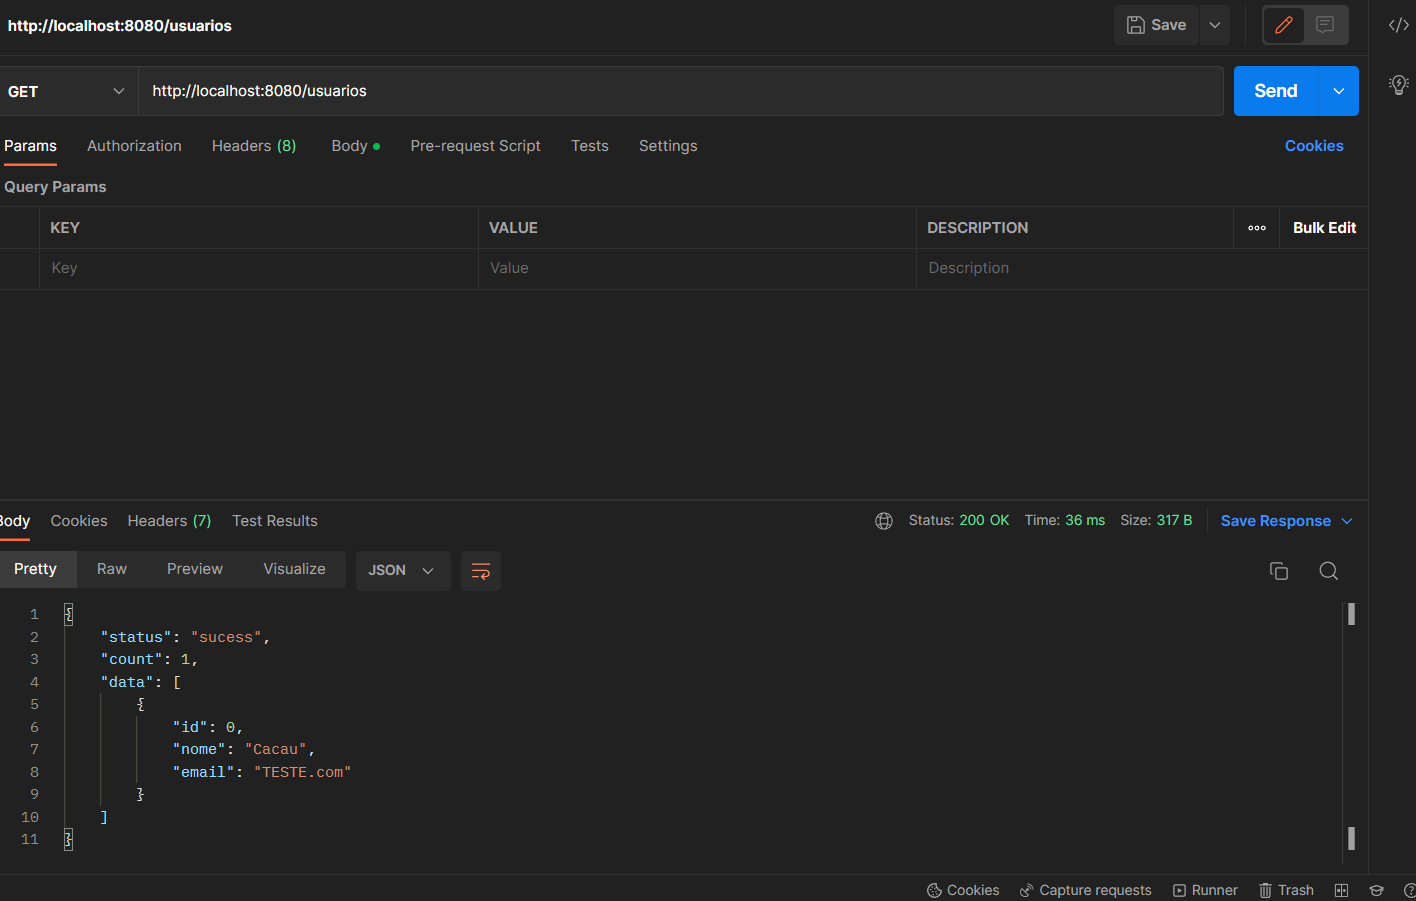 http://localhost:8080/usuarios
Save
GET http://localhost:8080/usuarios Send
Params Authorization Headers (8) Body Pre-request Script Tests Settings Cookies
Query Params
KEY VALUE DESCRIPTION Bulk Edit
Key Value Description
Body Cookies Headers (7) Test Results Status: 200 OK Time: 36 ms Size: 317 B Save Response
Pretty Raw Preview Visualize JSON
1 {
2 "status": "sucess",
3 "count": 1,
4 "data": [
5 {
6 "id": 0,
7 "nome": "Cacau",
8 "email": "TESTE.com"
9 }
10 ]
11 }
Cookies Capture requests Runner Trash